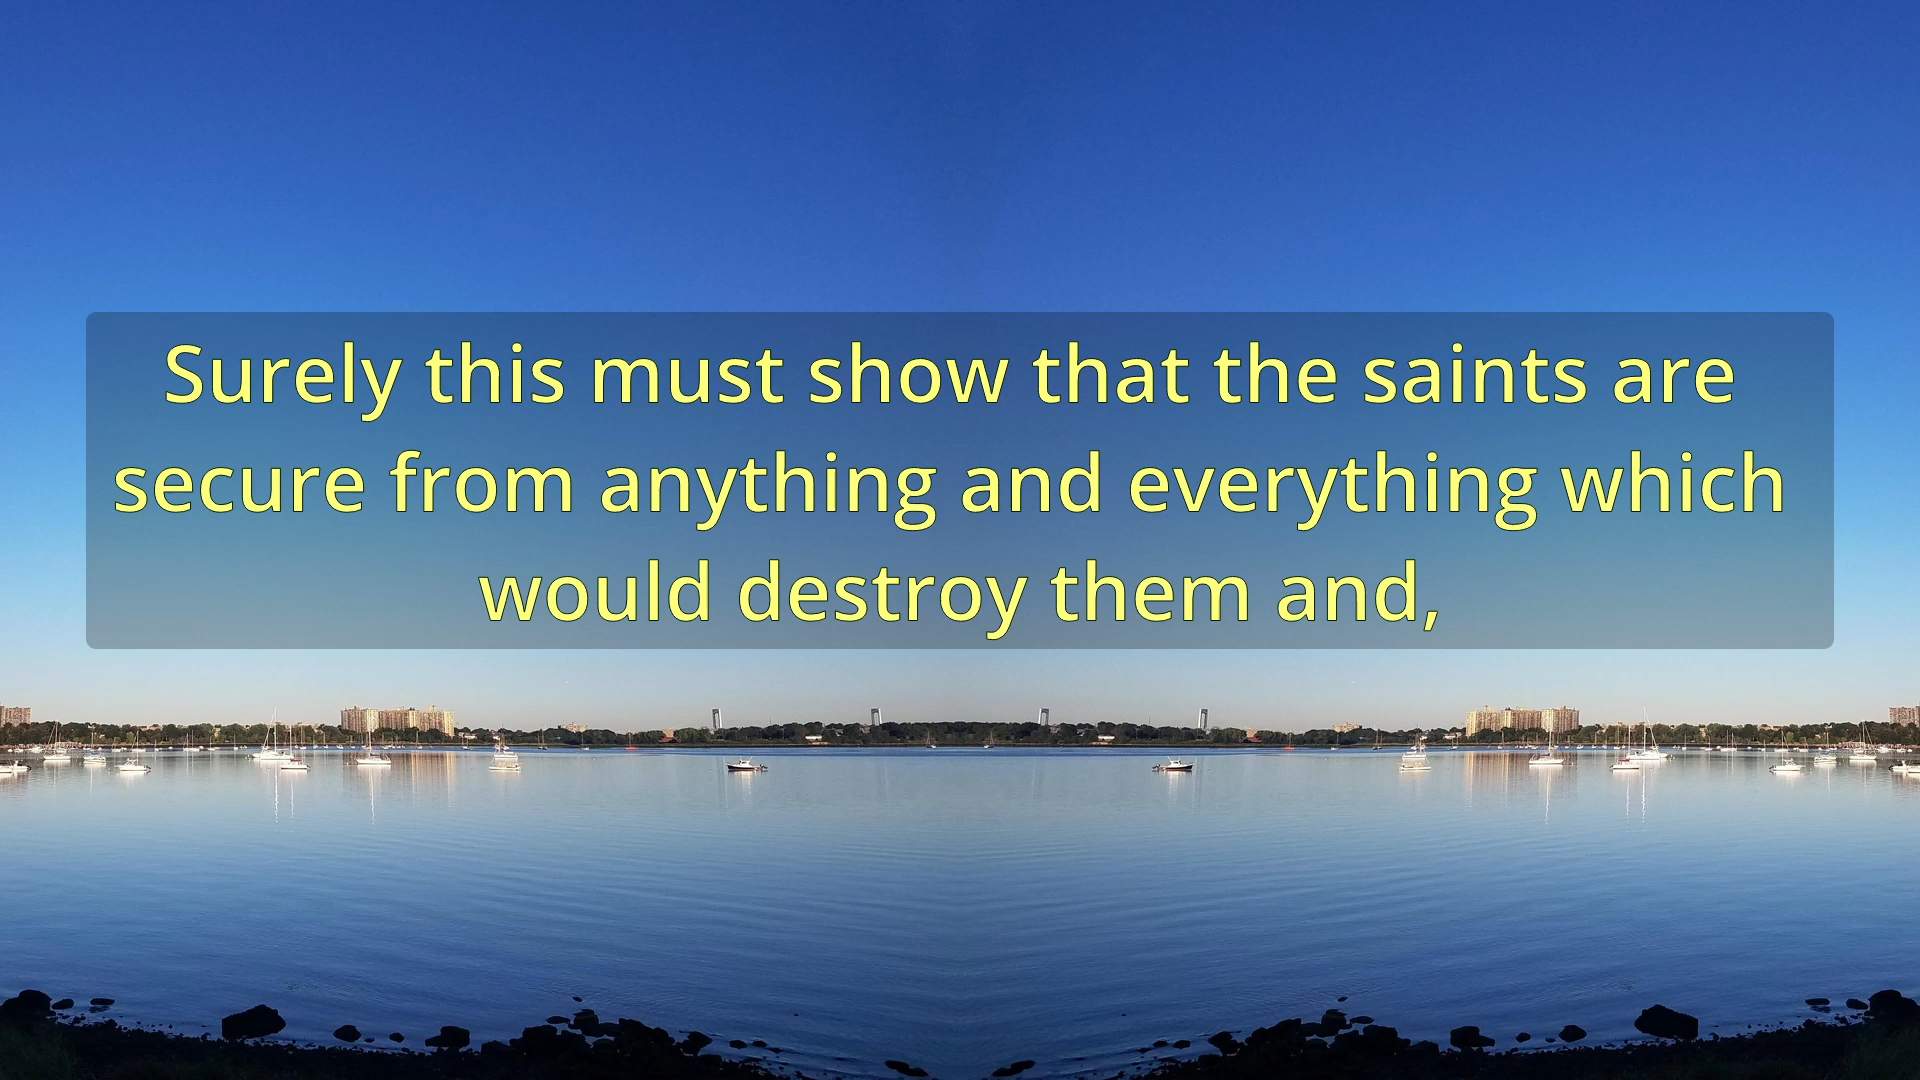 Surely this must show that the saints are
secure from anything and everything which
would destroy them and,